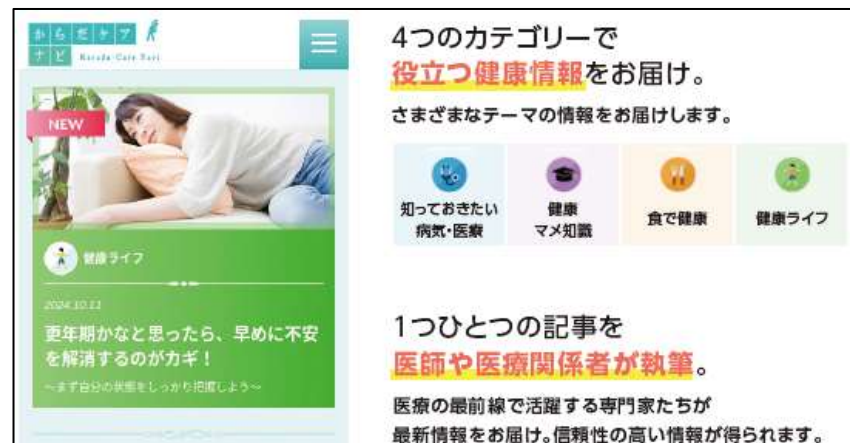 からだケア
ナビ Karada-Care Navi
NEW
健康ライフ
2024.10.11
更年期かなと思ったら、早めに不安
を解消するのがカギ！
～まず自分の状態をしっかり把握しよう～
4つのカテゴリーで
役立つ健康情報をお届け。
さまざまなテーマの情報をお届けします。
知っておきたい
病気・医療
健康
マメ知識
食で健康
健康ライフ
1つひとつの記事を
医師や医療関係者が執筆。
医療の最前線で活躍する専門家たちが
最新情報をお届け。信頼性の高い情報が得られます。